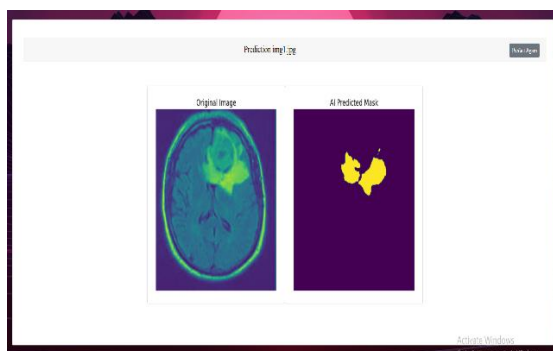 Prediction img1.jpg
Predict Again
Original Image
AI Predicted Mask
Activate Windows